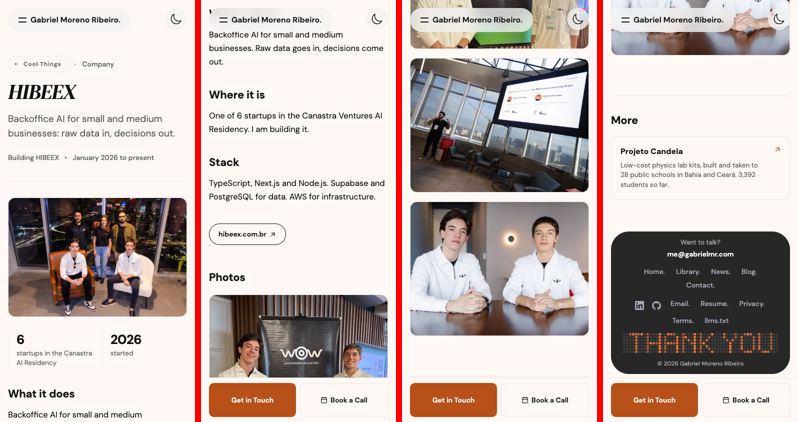 Gabriel Moreno Ribeiro.
← Cool Things • Company
HIBEEX
Backoffice AI for small and medium
businesses: raw data in, decisions out.
Building HIBEEX • January 2026 to present
6
startups in the Canastra
AI Residency
2026
started
What it does
Backoffice AI for small and medium
Get in Touch
Book a Call
Gabriel Moreno Ribeiro.
Backoffice AI for small and medium
businesses. Raw data goes in, decisions come
out.
Where it is
One of 6 startups in the Canastra Ventures AI
Residency. I am building it.
Stack
TypeScript, Next.js and Node.js. Supabase and
PostgreSQL for data. AWS for infrastructure.
hibeex.com.br ↗
Photos
WOW
Get in Touch
Book a Call
Gabriel Moreno Ribeiro.
Get in Touch
Book a Call
Gabriel Moreno Ribeiro.
More
Projeto Candela ↗
Low-cost physics lab kits, built and taken to
28 public schools in Bahia and Ceará. 3,392
students so far.
Want to talk?
me@gabrielmr.com
Home. Library. News. Blog.
Contact.
Email. Resume. Privacy.
Terms. llms.txt
THANK YOU
© 2026 Gabriel Moreno Ribeiro
Get in Touch
Book a Call